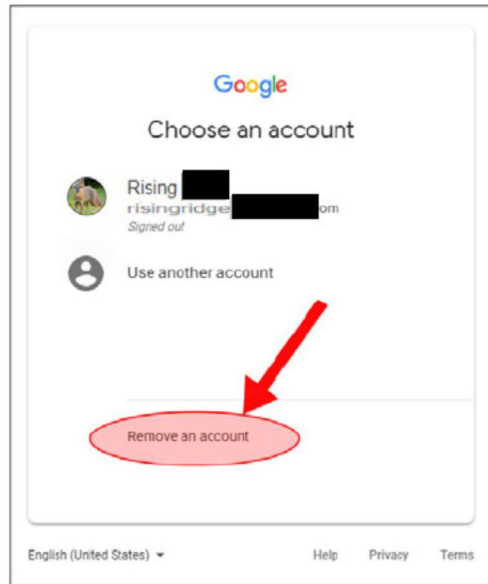 Google
Choose an account
Rising
risingridge om
Signed out
Use another account
Remove an account
English (United States)
Help Privacy Terms